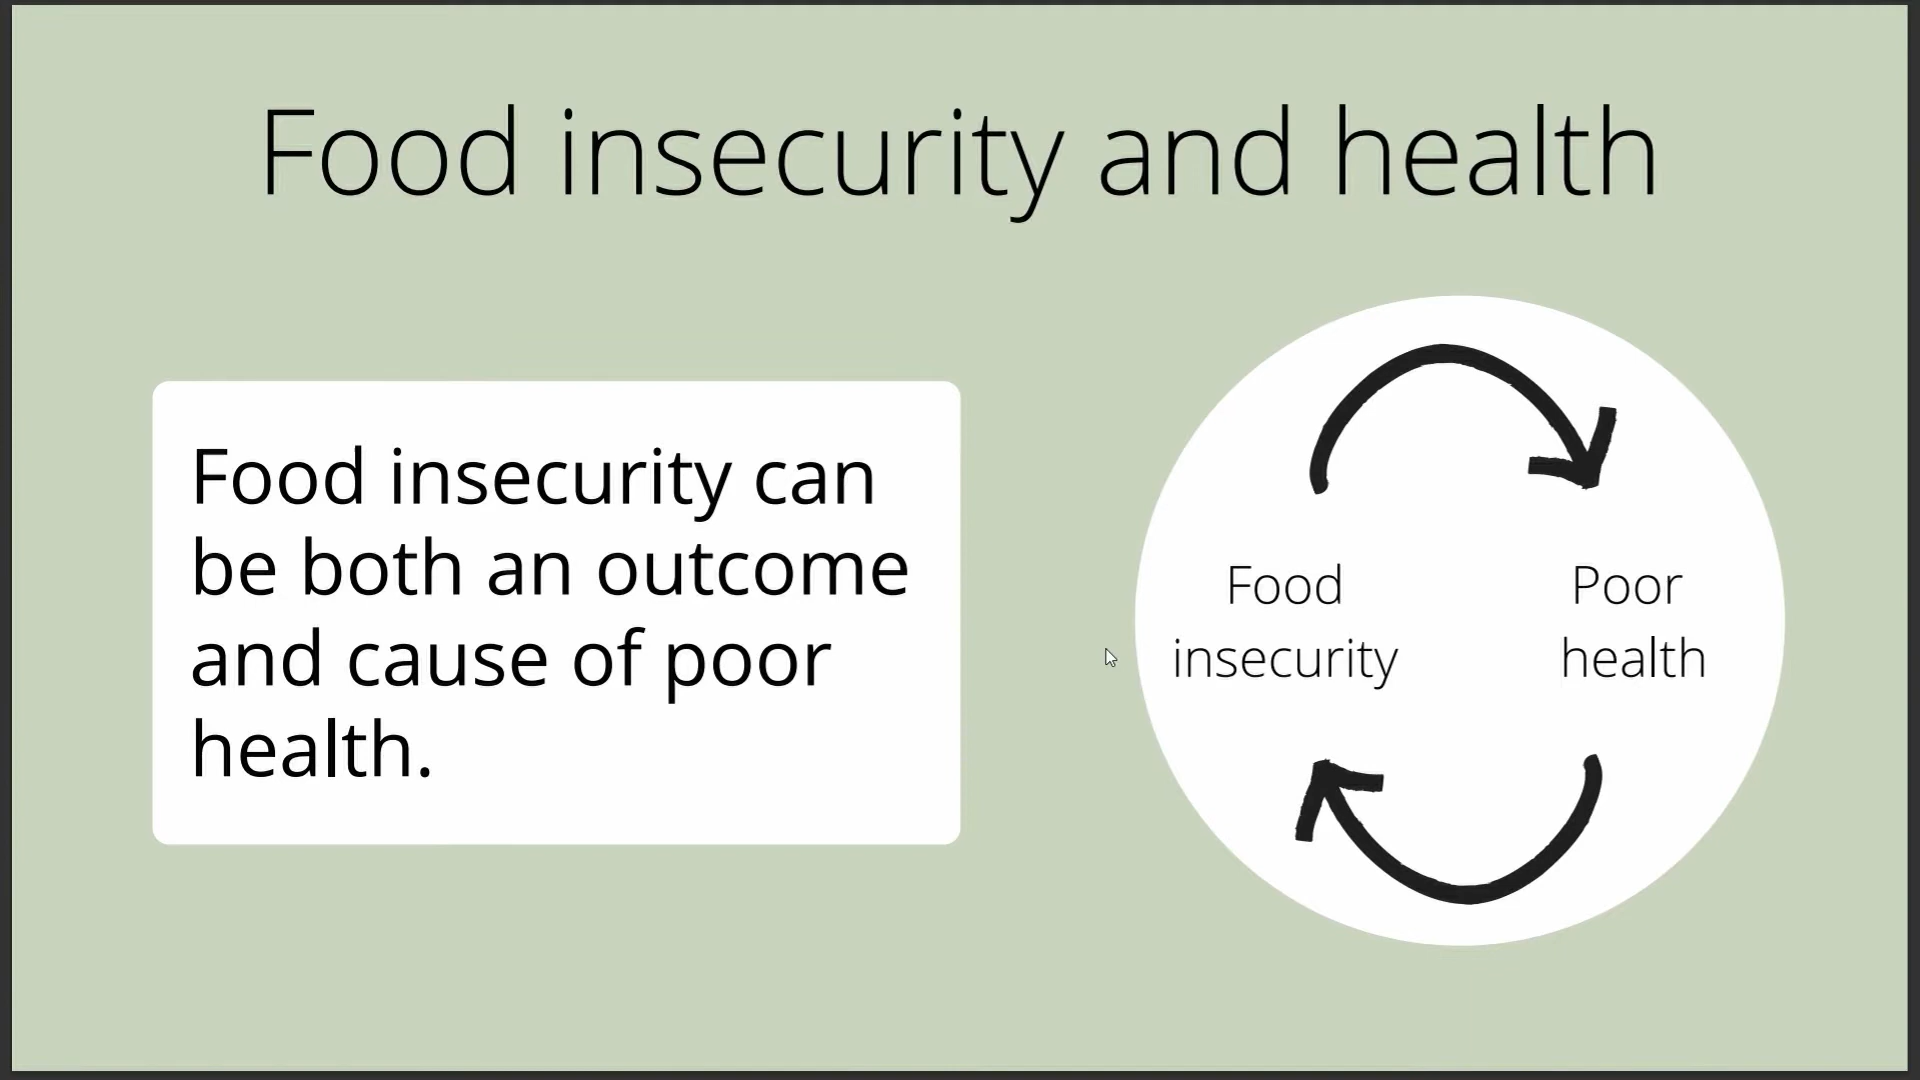 Food insecurity and health
Food insecurity can
be both an outcome
and cause of poor
health.
Food
insecurity
Poor
health